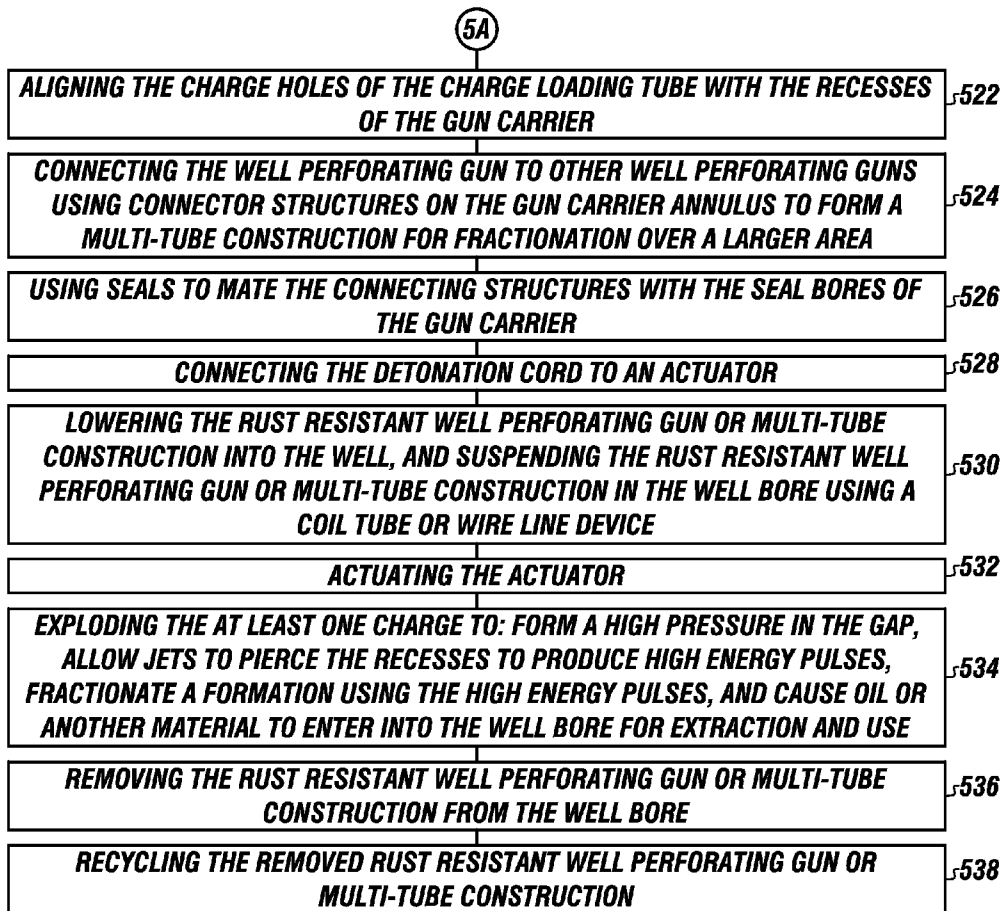 5A
ALIGNING THE CHARGE HOLES OF THE CHARGE LOADING TUBE WITH THE RECESSES
OF THE GUN CARRIER
522
CONNECTING THE WELL PERFORATING GUN TO OTHER WELL PERFORATING GUNS
USING CONNECTOR STRUCTURES ON THE GUN CARRIER ANNULUS TO FORM A
MULTI-TUBE CONSTRUCTION FOR FRACTIONATION OVER A LARGER AREA
524
USING SEALS TO MATE THE CONNECTING STRUCTURES WITH THE SEAL BORES OF
THE GUN CARRIER
526
CONNECTING THE DETONATION CORD TO AN ACTUATOR
528
LOWERING THE RUST RESISTANT WELL PERFORATING GUN OR MULTI-TUBE
CONSTRUCTION INTO THE WELL, AND SUSPENDING THE RUST RESISTANT WELL
PERFORATING GUN OR MULTI-TUBE CONSTRUCTION IN THE WELL BORE USING A
COIL TUBE OR WIRE LINE DEVICE
530
ACTUATING THE ACTUATOR
532
EXPLODING THE AT LEAST ONE CHARGE TO: FORM A HIGH PRESSURE IN THE GAP,
ALLOW JETS TO PIERCE THE RECESSES TO PRODUCE HIGH ENERGY PULSES,
FRACTIONATE A FORMATION USING THE HIGH ENERGY PULSES, AND CAUSE OIL OR
ANOTHER MATERIAL TO ENTER INTO THE WELL BORE FOR EXTRACTION AND USE
534
REMOVING THE RUST RESISTANT WELL PERFORATING GUN OR MULTI-TUBE
CONSTRUCTION FROM THE WELL BORE
536
RECYCLING THE REMOVED RUST RESISTANT WELL PERFORATING GUN OR
MULTI-TUBE CONSTRUCTION
538